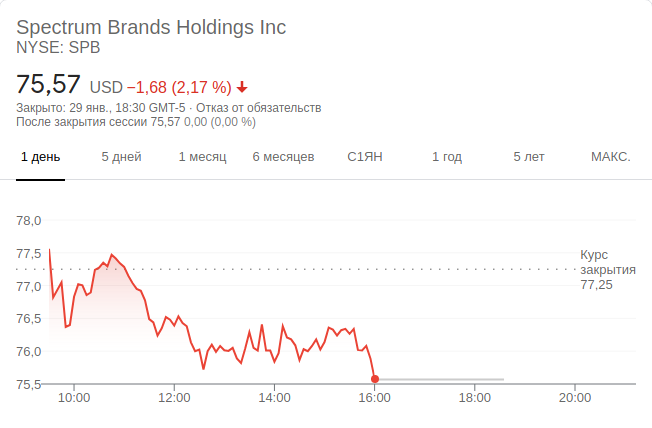 Spectrum Brands Holdings Inc
NYSE: SPB
75,57 USD −1,68 (2,17 %)
Закрыто: 29 янв., 18:30 GMT-5 · Отказ от обязательств
После закрытия сессии 75,57 0,00 (0,00 %)
1 день 5 дней 1 месяц 6 месяцев С1ЯН 1 год 5 лет МАКС.
78,0
77,5
Курс
закрытия
77,25
77,0
76,5
76,0
75,5
10:00 12:00 14:00 16:00 18:00 20:00